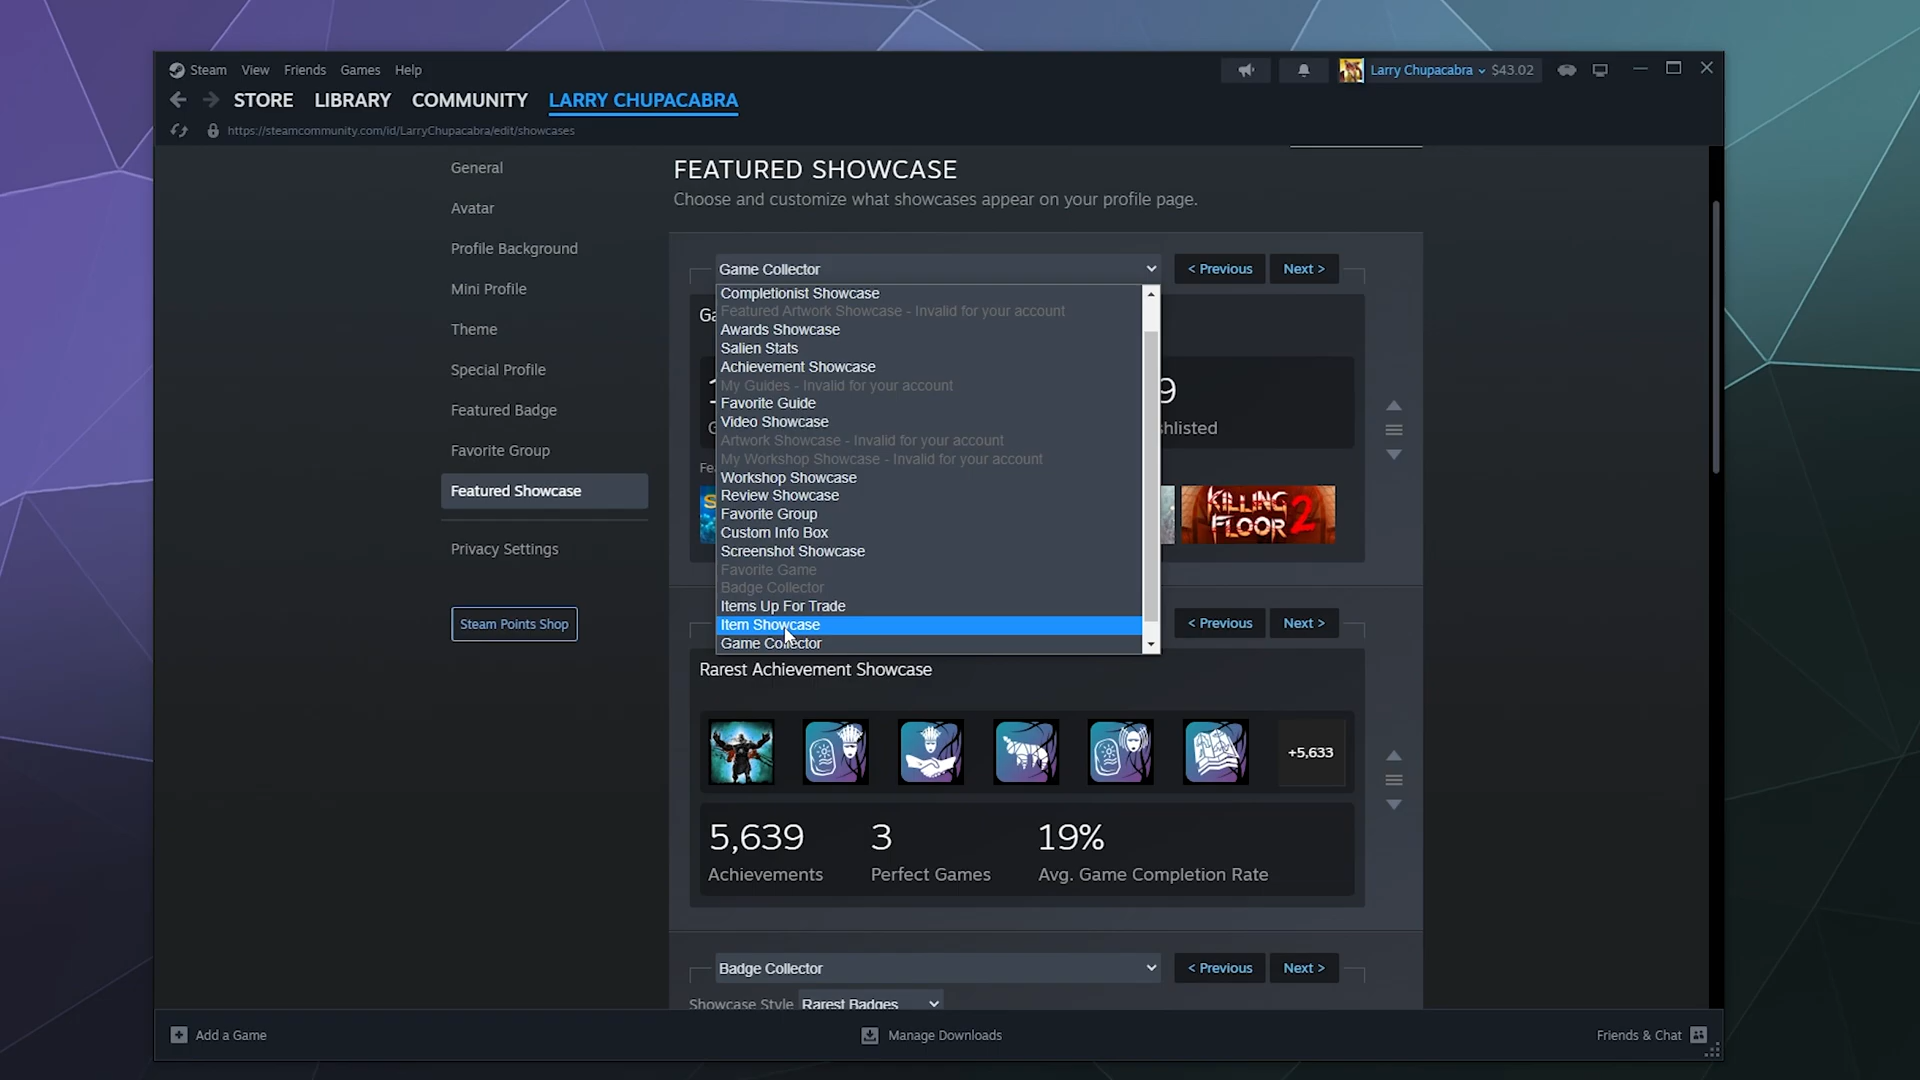 Steam View Friends Games Help
Larry Chupacabra $43.02
STORE LIBRARY COMMUNITY LARRY CHUPACABRA
https://steamcommunity.com/id/LarryChupacabra/edit/showcases
General
Avatar
Profile Background
Mini Profile
Theme
Special Profile
Featured Badge
Favorite Group
Featured Showcase
Privacy Settings
Steam Points Shop
FEATURED SHOWCASE
Choose and customize what showcases appear on your profile page.
Game Collector
< Previous
Next >
Completionist Showcase
Featured Artwork Showcase - Invalid for your account
Awards Showcase
Salien Stats
Achievement Showcase
My Guides - Invalid for your account
Favorite Guide
Video Showcase
Artwork Showcase - Invalid for your account
My Workshop Showcase - Invalid for your account
Workshop Showcase
Review Showcase
Favorite Group
Custom Info Box
Screenshot Showcase
Favorite Game
Badge Collector
Items Up For Trade
Item Showcase
Game Collector
KILLING FLOOR 2
< Previous
Next >
Rarest Achievement Showcase
+5,633
5,639 3 19%
Achievements Perfect Games Avg. Game Completion Rate
Badge Collector
< Previous
Next >
Showcase Style Rarest Badges
Add a Game
Manage Downloads
Friends & Chat